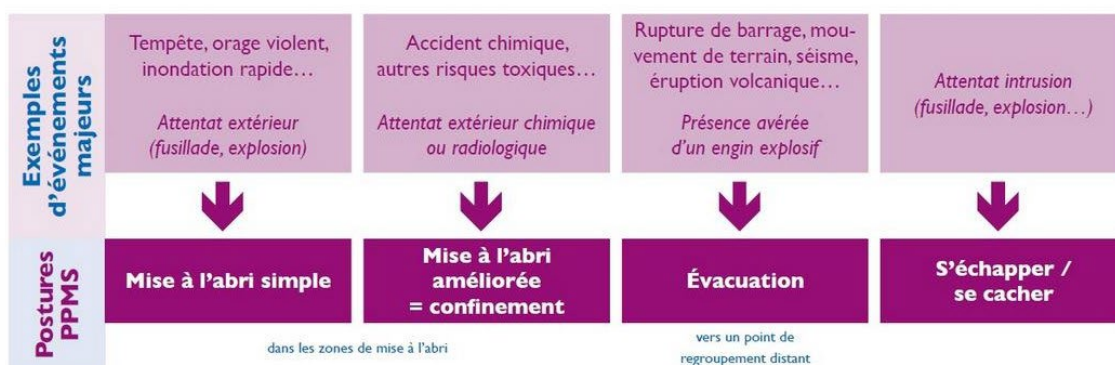 Exemples
d'événements
majeurs
Tempête, orage violent,
inondation rapide…
Attentat extérieur
(fusillade, explosion)
Accident chimique,
autres risques toxiques…
Attentat extérieur chimique
ou radiologique
Rupture de barrage, mou-
vement de terrain, séisme,
éruption volcanique…
Présence avérée
d'un engin explosif
Attentat intrusion
(fusillade, explosion…)
Postures
PPMS
Mise à l'abri simple
Mise à l'abri
améliorée
= confinement
Évacuation
S'échapper /
se cacher
dans les zones de mise à l'abri
vers un point de
regroupement distant